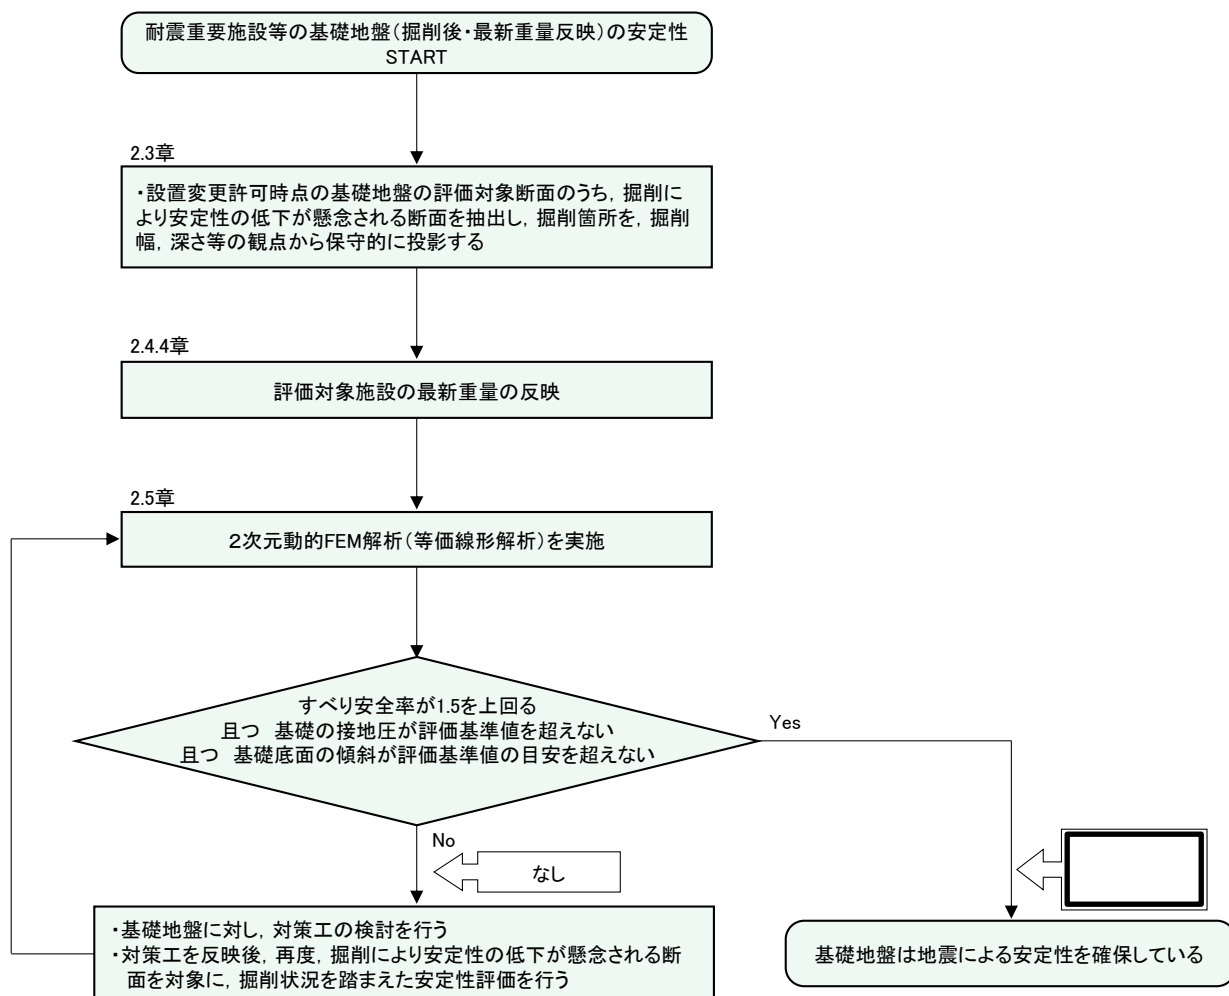 耐震重要施設等の基礎地盤(掘削後・最新重量反映)の安定性
START
2.3章
・設置変更許可時点の基礎地盤の評価対象断面のうち，掘削に
より安定性の低下が懸念される断面を抽出し，掘削箇所を，掘削
幅，深さ等の観点から保守的に投影する
2.4.4章
評価対象施設の最新重量の反映
2.5章
２次元動的FEM解析(等価線形解析)を実施
すべり安全率が1.5を上回る
且つ　基礎の接地圧が評価基準値を超えない
且つ　基礎底面の傾斜が評価基準値の目安を超えない
Yes
No
なし
・基礎地盤に対し，対策工の検討を行う
・対策工を反映後，再度，掘削により安定性の低下が懸念される断
面を対象に，掘削状況を踏まえた安定性評価を行う
基礎地盤は地震による安定性を確保している